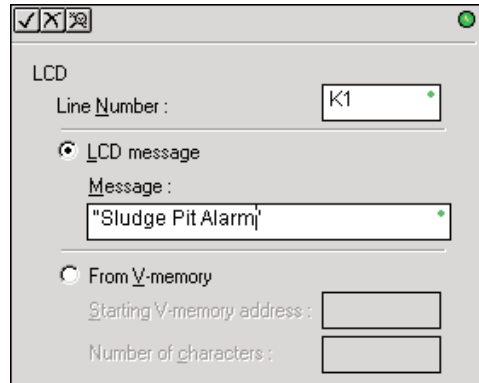 LCD
Line Number : K1
LCD message
Message :
"Sludge Pit Alarm"
From V-memory
Starting V-memory address :
Number of characters :